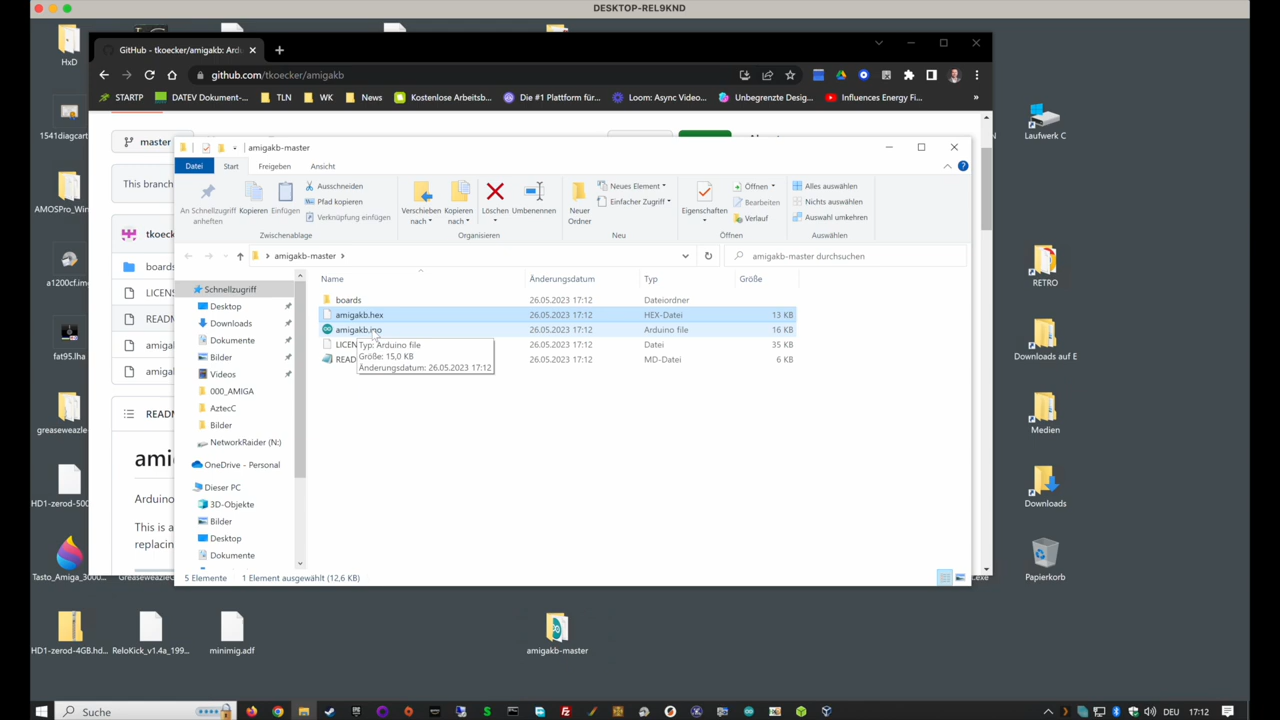 DESKTOP-REL9KND
GitHub - tkoecker/amigakb: Ardu
github.com/tkoecker/amigakb
STARTP
DATEV Dokument-...
TLN
WK
News
Kostenlose Arbeitsb...
Die #1 Plattform für...
Loom: Async Video...
Unbegrenzte Desig...
Influences Energy Fi...
»
HxD
1541diagcart
AMOSPro_Win
a1200cf.img
fat95.lha
greaseweazle
HD1-zerod-500
Tasto_Amiga_3000...
GreaseweazleG
HD1-zerod-4GB.hd...
ReloKick_v1.4a_199...
minimig.adf
amigakb-master
master
This branch
tkoec
boards
LICENS
READM
amigak
amigak
READM
ami
Arduino
This is a
replacin
amigakb-master
Datei
Start
Freigeben
Ansicht
An Schnellzugriff anheften
Kopieren
Einfügen
Ausschneiden
Pfad kopieren
Verknüpfung einfügen
Zwischenablage
Verschieben nach
Kopieren nach
Löschen
Umbenennen
Organisieren
Neuer Ordner
Neues Element
Einfacher Zugriff
Neu
Eigenschaften
Öffnen
Bearbeiten
Verlauf
Öffnen
Alles auswählen
Nichts auswählen
Auswahl umkehren
Auswählen
amigakb-master
amigakb-master durchsuchen
Name
Änderungsdatum
Typ
Größe
boards 26.05.2023 17:12 Dateiordner
amigakb.hex 26.05.2023 17:12 HEX-Datei 13 KB
amigakb.ino 26.05.2023 17:12 Arduino file 16 KB
LICEN 26.05.2023 17:12 Datei 35 KB
READ 26.05.2023 17:12 MD-Datei 6 KB
Typ: Arduino file
Größe: 15,0 KB
Änderungsdatum: 26.05.2023 17:12
Schnellzugriff
Desktop
Downloads
Dokumente
Bilder
Videos
000_AMIGA
AztecC
Bilder
NetworkRaider (N:)
OneDrive - Personal
Dieser PC
3D-Objekte
Bilder
Desktop
Dokumente
5 Elemente
1 Element ausgewählt (12,6 KB)
Laufwerk C
RETRO
Downloads auf E
Medien
Downloads
Papierkorb
Suche
DEU
17:12